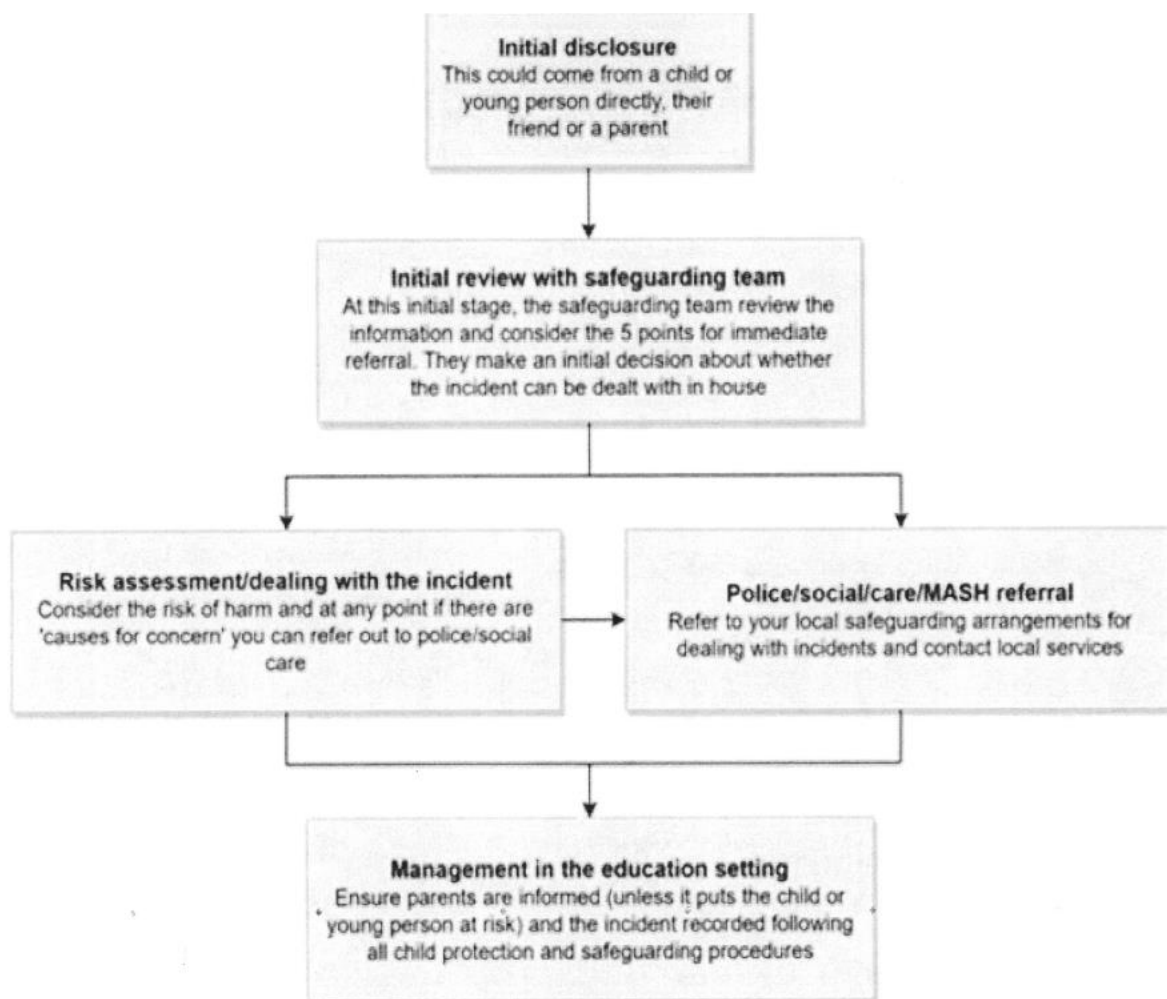 Initial disclosure
This could come from a child or
young person directly, their
friend or a parent
Initial review with safeguarding team
At this initial stage, the safeguarding team review the
information and consider the 5 points for immediate
referral. They make an initial decision about whether
the incident can be dealt with in house
Risk assessment/dealing with the incident
Consider the risk of harm and at any point if there are
'causes for concern' you can refer out to police/social
care
Police/social/care/MASH referral
Refer to your local safeguarding arrangements for
dealing with incidents and contact local services
Management in the education setting
Ensure parents are informed (unless it puts the child or
young person at risk) and the incident recorded following
all child protection and safeguarding procedures